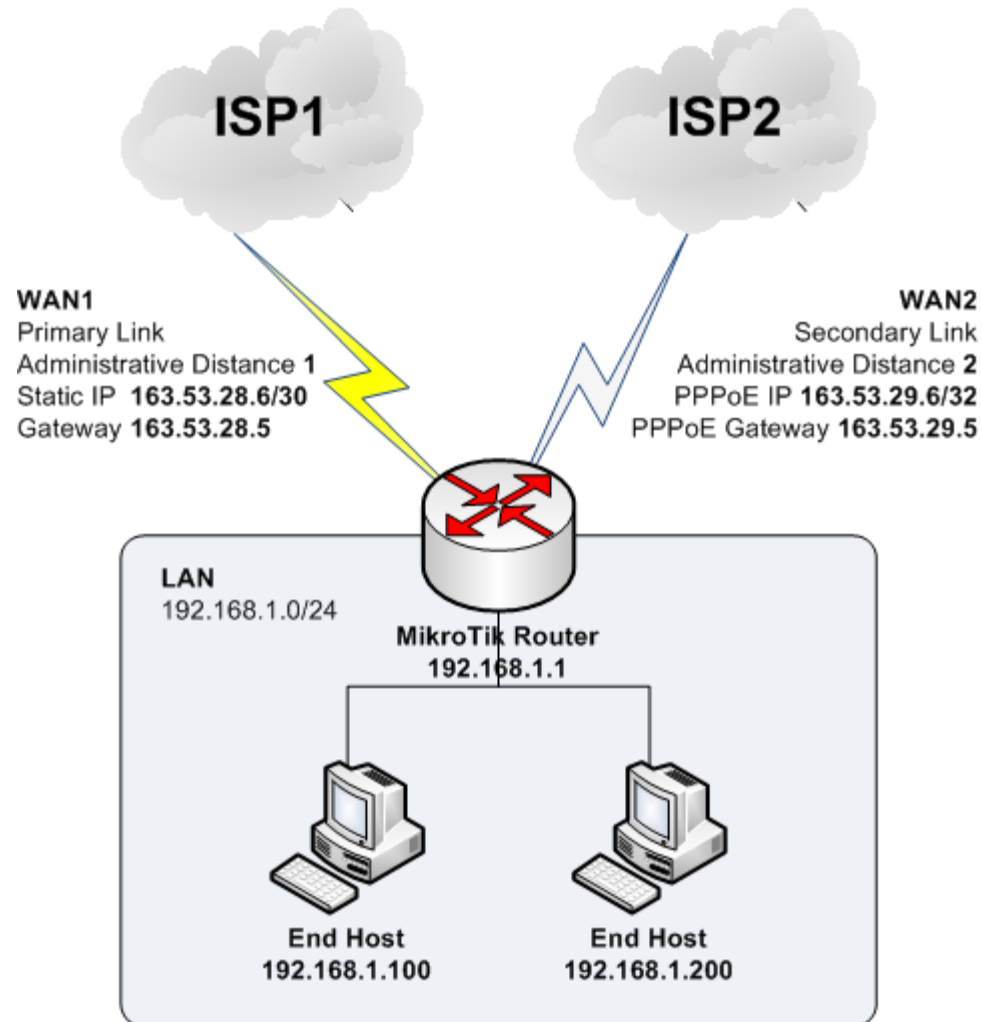 ISP1
ISP2
WAN1
Primary Link
Administrative Distance 1
Static IP 163.53.28.6/30
Gateway 163.53.28.5
WAN2
Secondary Link
Administrative Distance 2
PPPoE IP 163.53.29.6/32
PPPoE Gateway 163.53.29.5
LAN
192.168.1.0/24
MikroTik Router
192.168.1.1
End Host
192.168.1.100
End Host
192.168.1.200